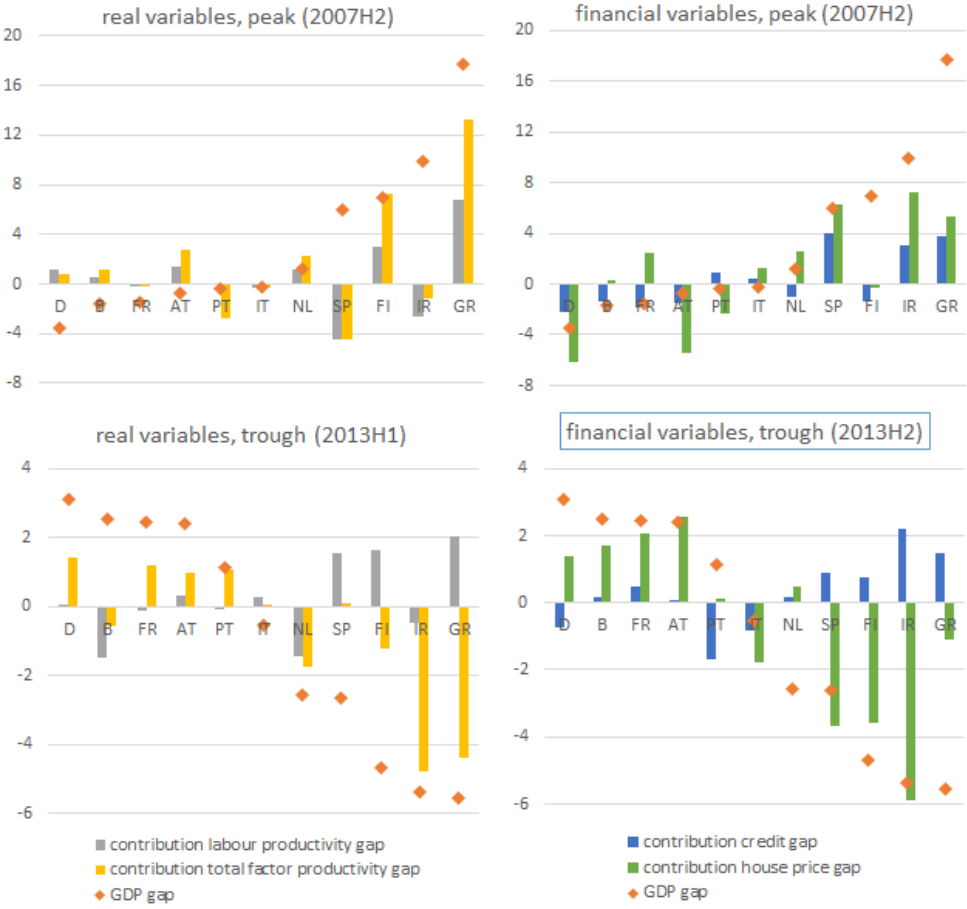 real variables, peak (2007H2)
20
16
12
8
4
0
-4
-8
D B FR AT PT IT NL SP FI IR GR
financial variables, peak (2007H2)
20
16
12
8
4
0
-4
-8
D B FR AT PT IT NL SP FI IR GR
real variables, trough (2013H1)
4
2
0
-2
-4
-6
D B FR AT PT IT NL SP FI IR GR
contribution labour productivity gap
contribution total factor productivity gap
GDP gap
financial variables, trough (2013H2)
4
2
0
-2
-4
-6
D B FR AT PT IT NL SP FI IR GR
contribution credit gap
contribution house price gap
GDP gap